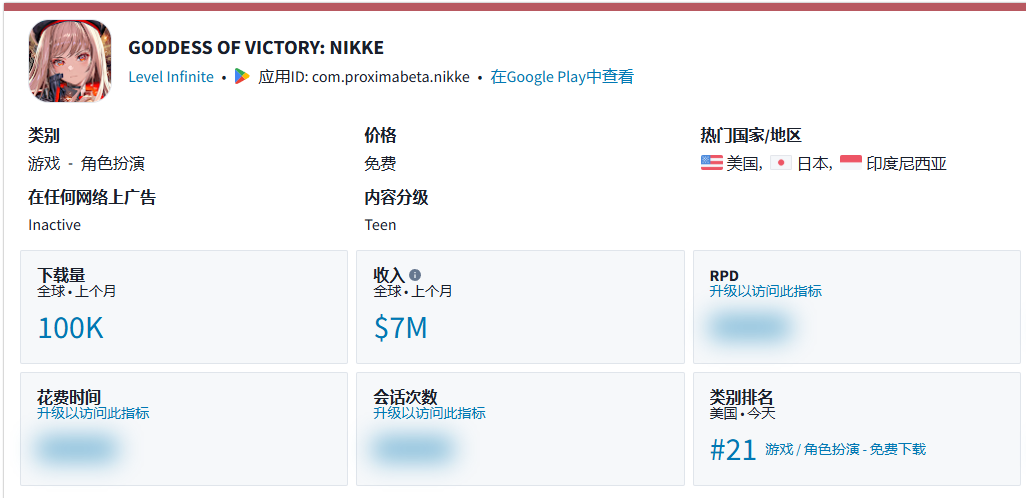 GODDESS OF VICTORY: NIKKE
Level Infinite • 应用ID: com.proximabeta.nikke • 在Google Play中查看
类别
游戏 - 角色扮演
价格
免费
热门国家/地区
美国, 日本, 印度尼西亚
在任何网络上广告
Inactive
内容分级
Teen
下载量
全球 • 上个月
100K
收入
全球 • 上个月
$7M
RPD
升级以访问此指标
花费时间
升级以访问此指标
会话次数
升级以访问此指标
类别排名
美国 • 今天
#21 游戏 / 角色扮演 - 免费下载